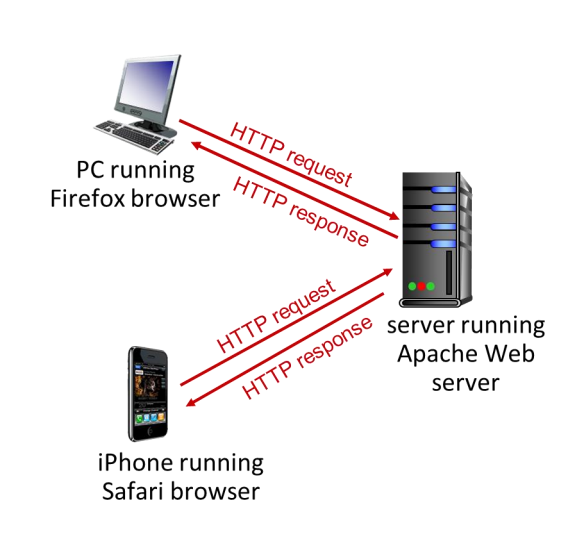 HTTP request
HTTP response
PC running
Firefox browser
HTTP request
HTTP response
server running
Apache Web
server
iPhone running
Safari browser